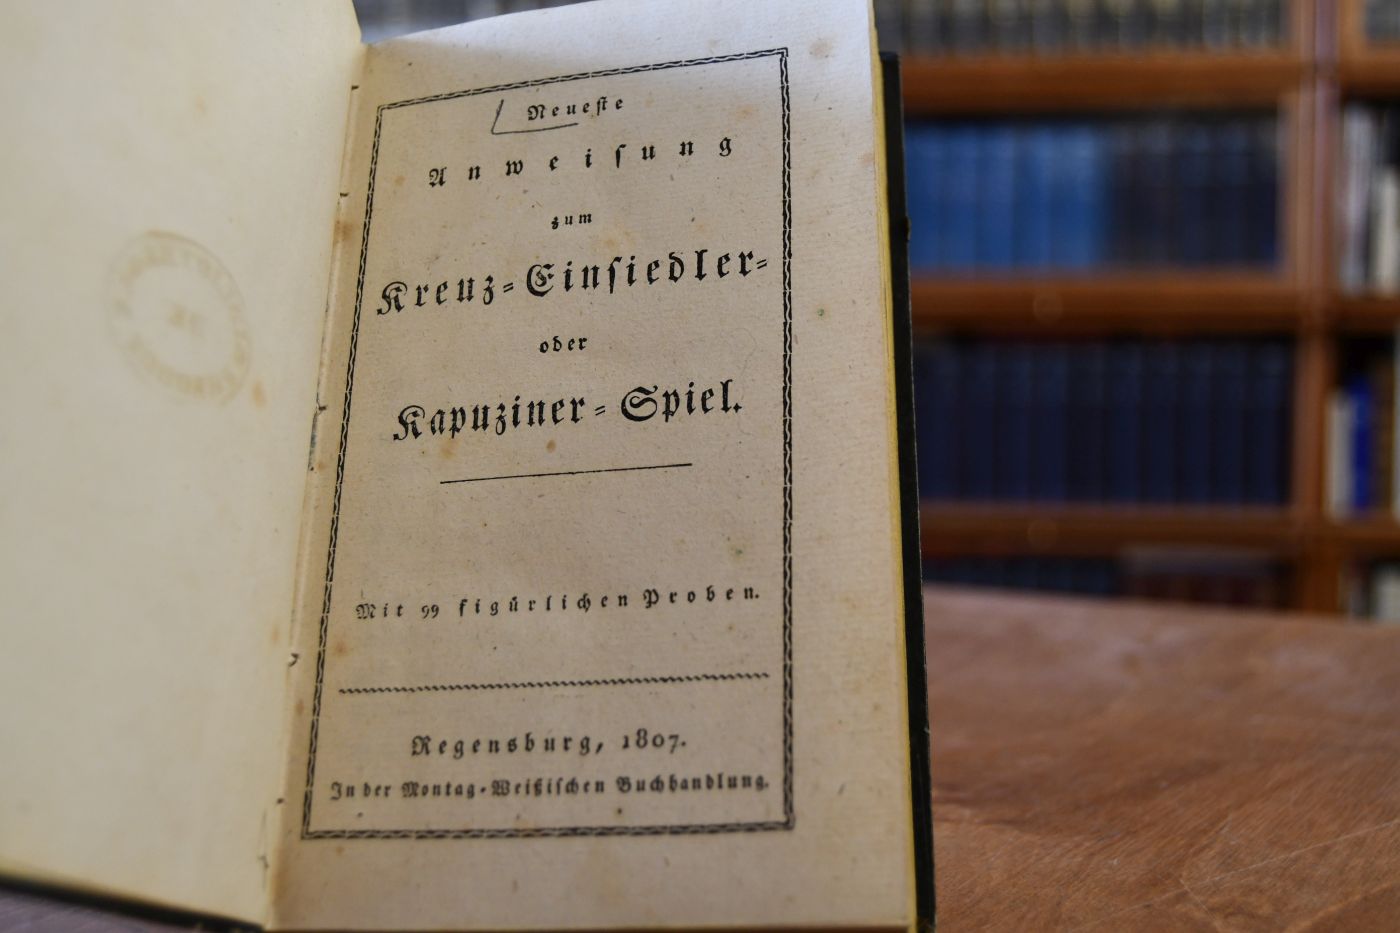 Neueſte
Anweiſung
zum
Kreuz-Einſiedler-
oder
Kapuziner-Spiel.
Mit 99 figürlichen Proben.
Regensburg, 1807.
In der Montag-Weißiſchen Buchhandlung.